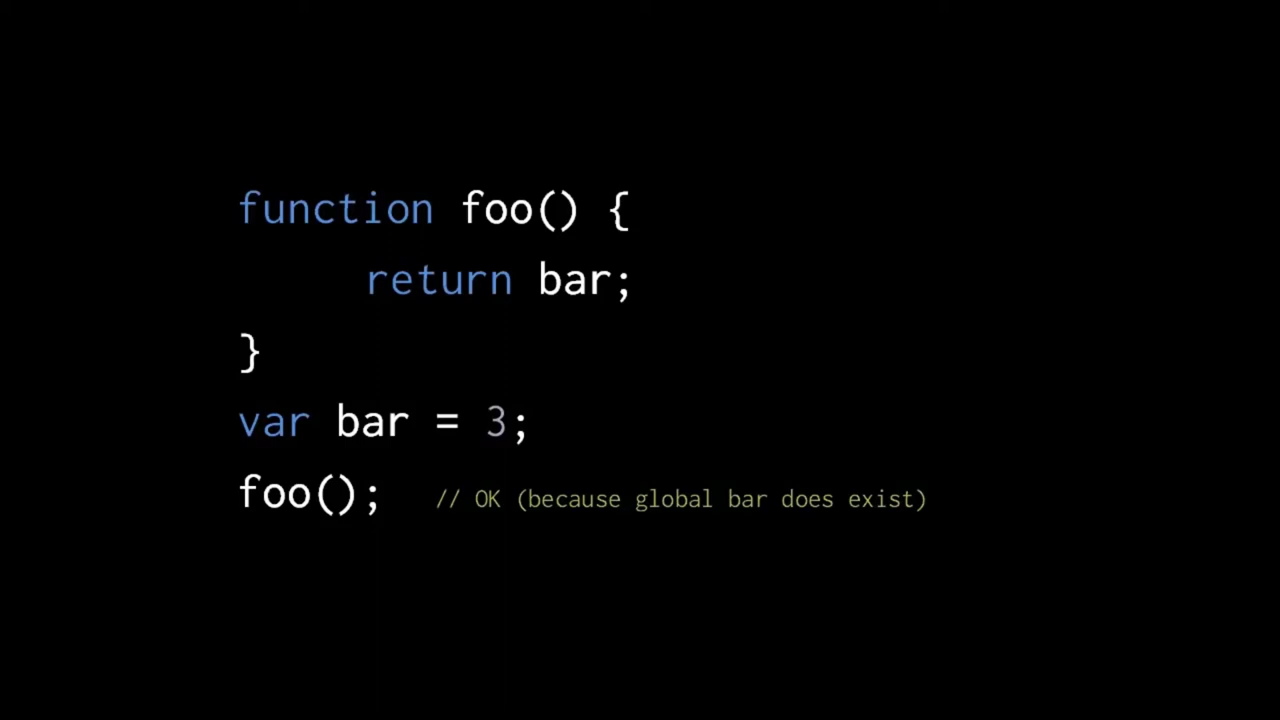 function foo() {
return bar;
}
var bar = 3;
foo(); // OK (because global bar does exist)